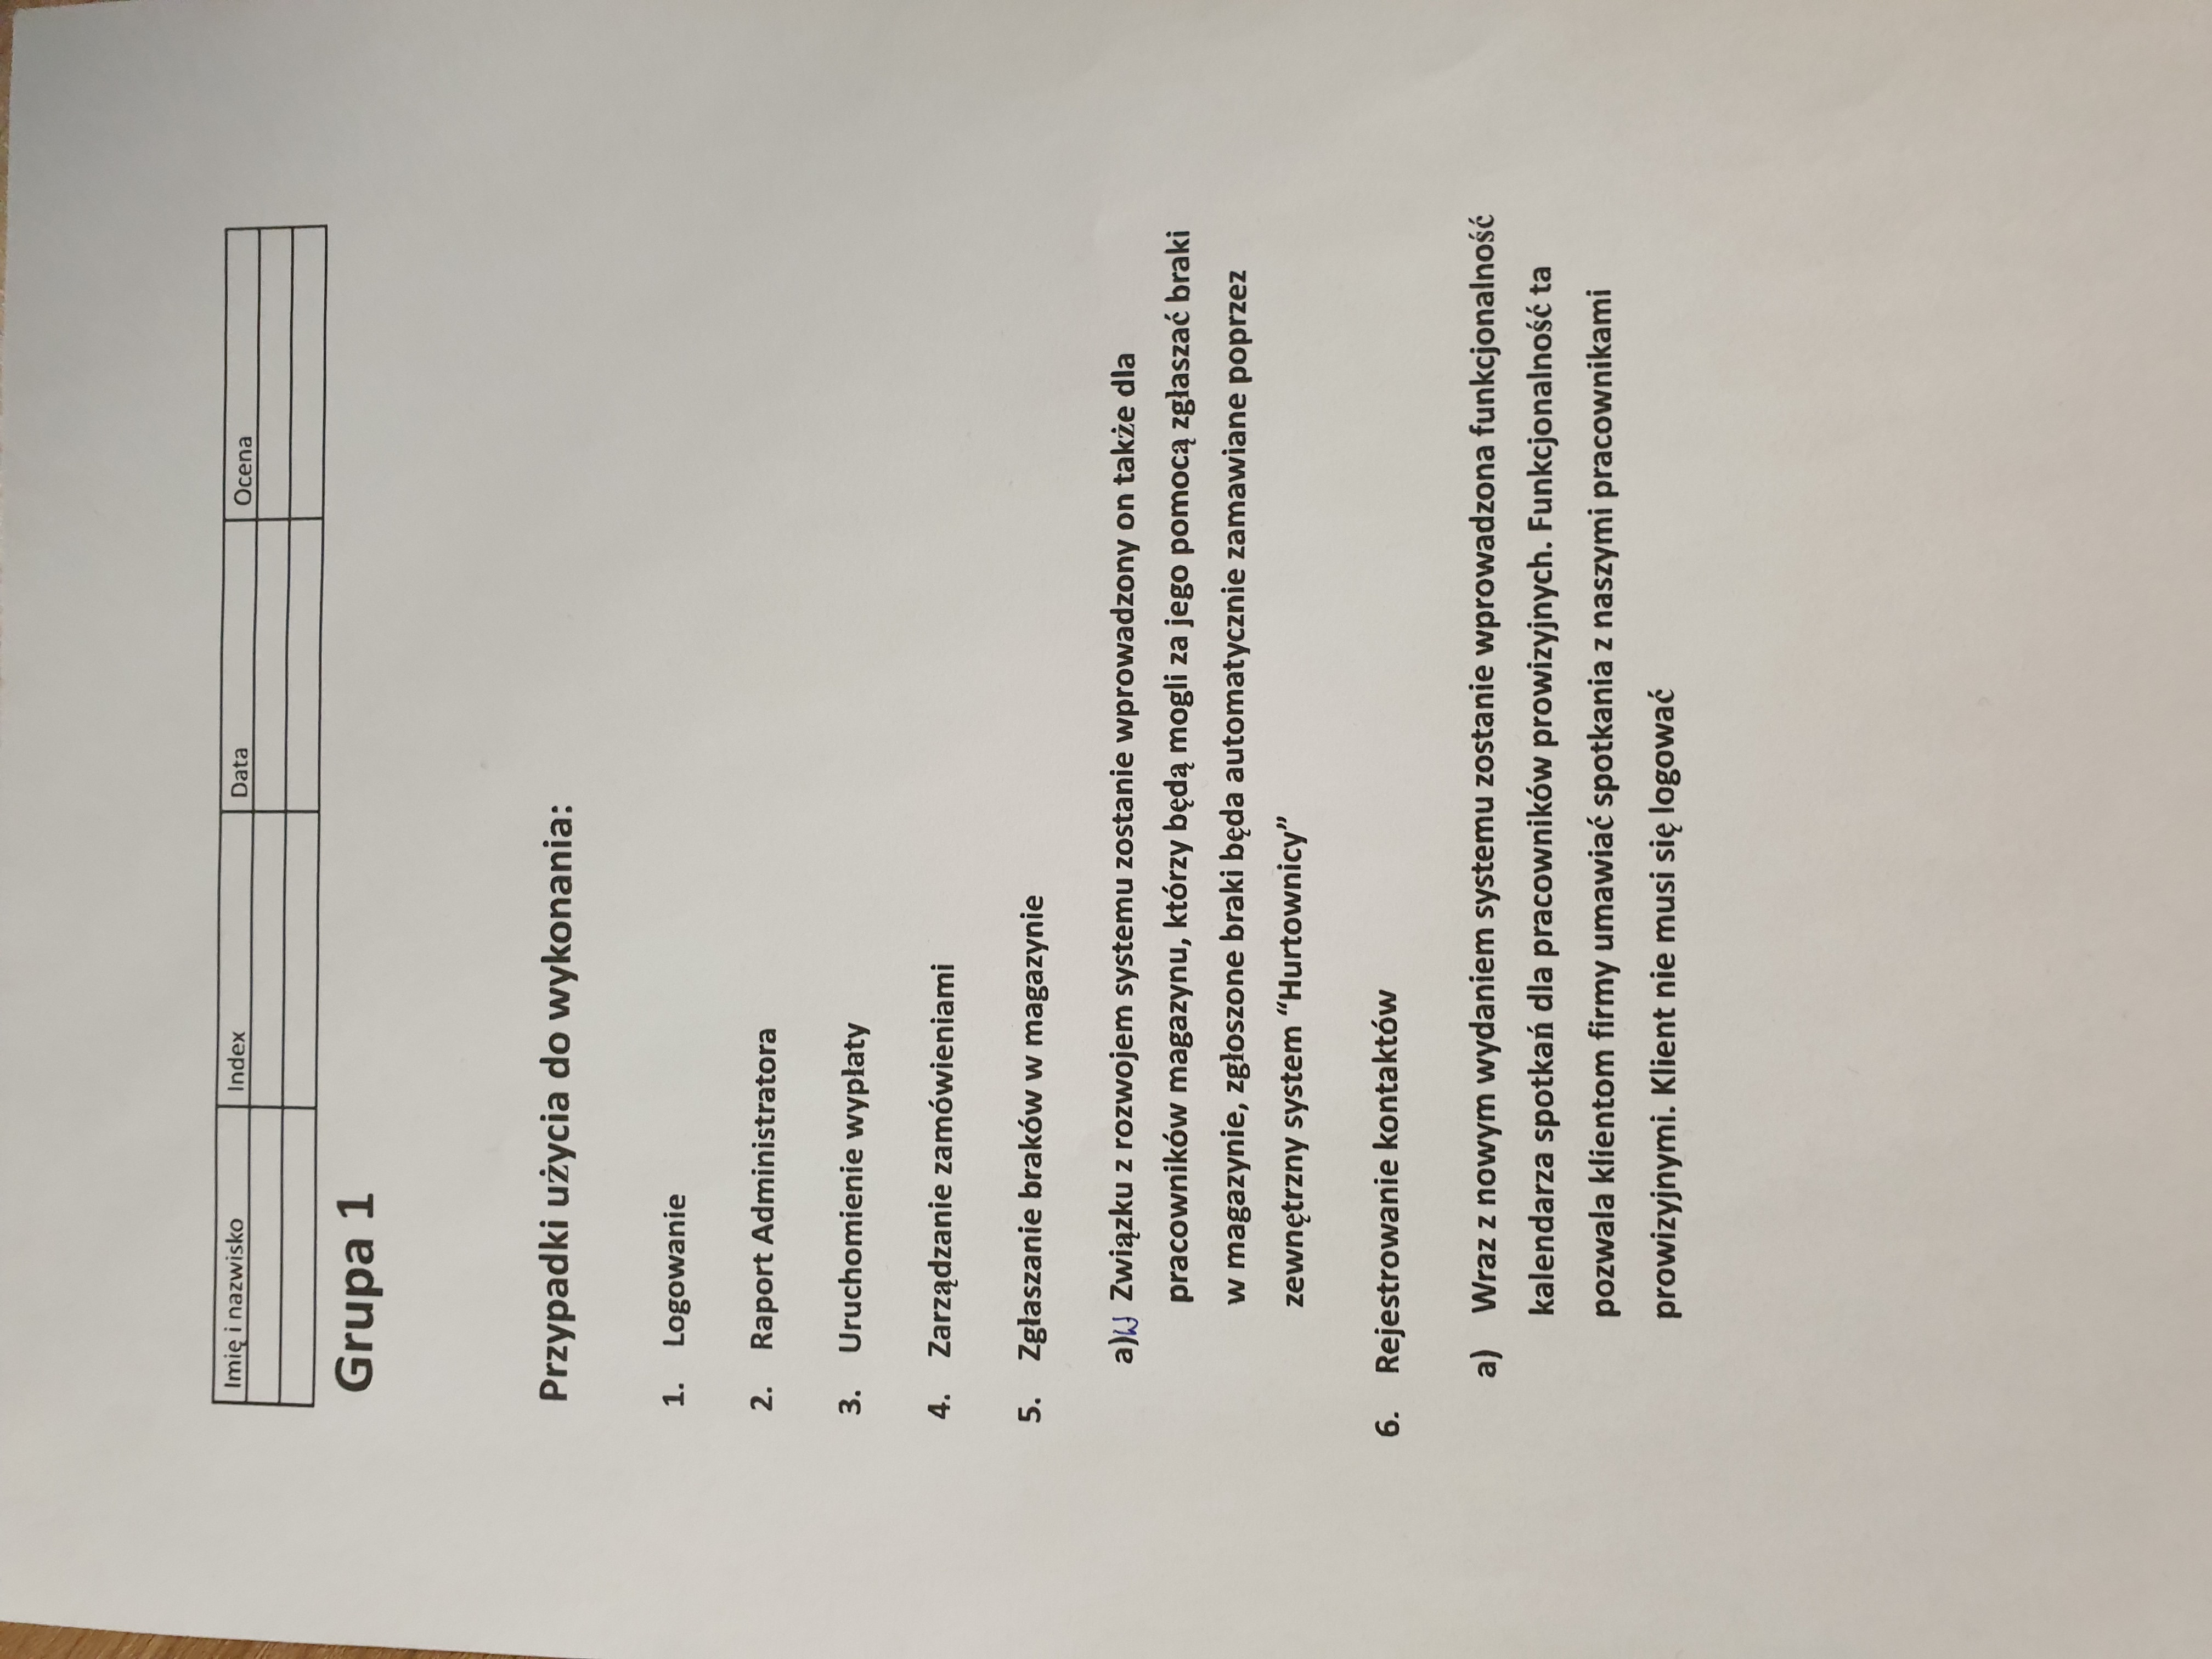 Imię i nazwisko Index Data Ocena
Grupa 1
Przypadki użycia do wykonania:
1. Logowanie
2. Raport Administratora
3. Uruchomienie wypłaty
4. Zarządzanie zamówieniami
5. Zgłaszanie braków w magazynie
a) W Związku z rozwojem systemu zostanie wprowadzony on także dla
pracowników magazynu, którzy będą mogli za jego pomocą zgłaszać braki
w magazynie, zgłoszone braki będa automatycznie zamawiane poprzez
zewnętrzny system “Hurtownicy”
6. Rejestrowanie kontaktów
a) Wraz z nowym wydaniem systemu zostanie wprowadzona funkcjonalność
kalendarza spotkań dla pracowników prowizyjnych. Funkcjonalność ta
pozwala klientom firmy umawiać spotkania z naszymi pracownikami
prowizyjnymi. Klient nie musi się logować